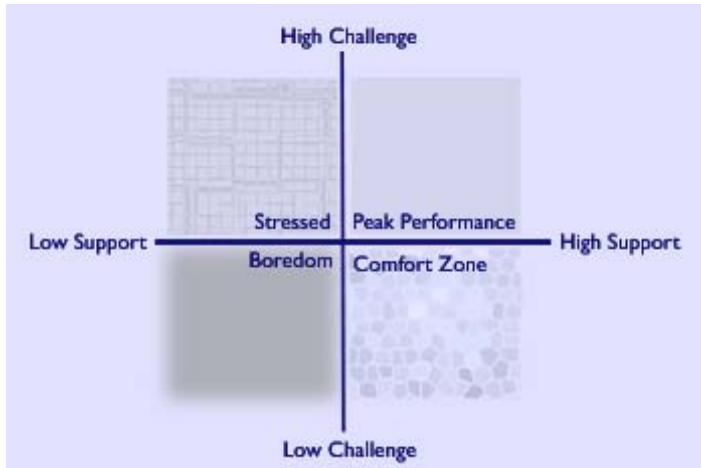 High Challenge
Stressed
Peak Performance
Low Support
High Support
Boredom
Comfort Zone
Low Challenge